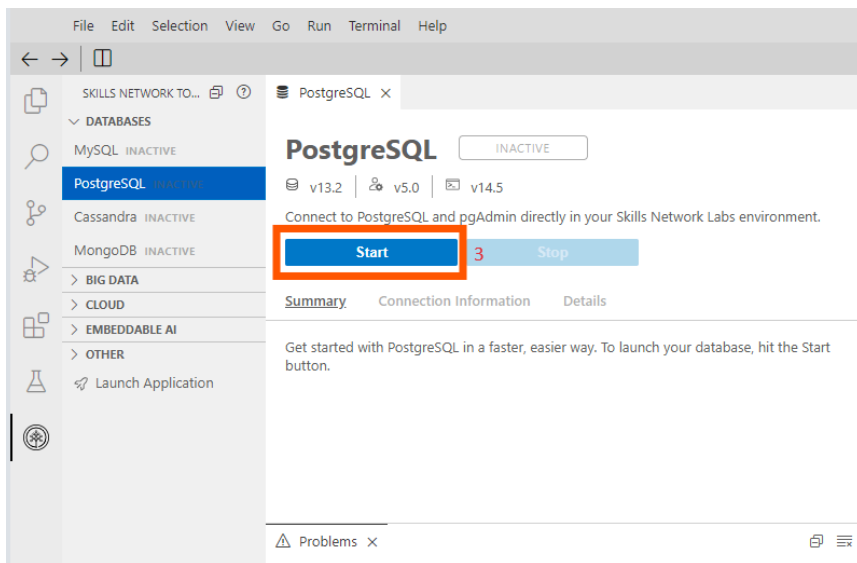 File Edit Selection View Go Run Terminal Help
SKILLS NETWORK TO...
DATABASES
MySQL INACTIVE
PostgreSQL INACTIVE
Cassandra INACTIVE
MongoDB INACTIVE
BIG DATA
CLOUD
EMBEDDABLE AI
OTHER
Launch Application
PostgreSQL
PostgreSQL INACTIVE
v13.2 v5.0 v14.5
Connect to PostgreSQL and pgAdmin directly in your Skills Network Labs environment.
Start 3 Stop
Summary Connection Information Details
Get started with PostgreSQL in a faster, easier way. To launch your database, hit the Start
button.
Problems